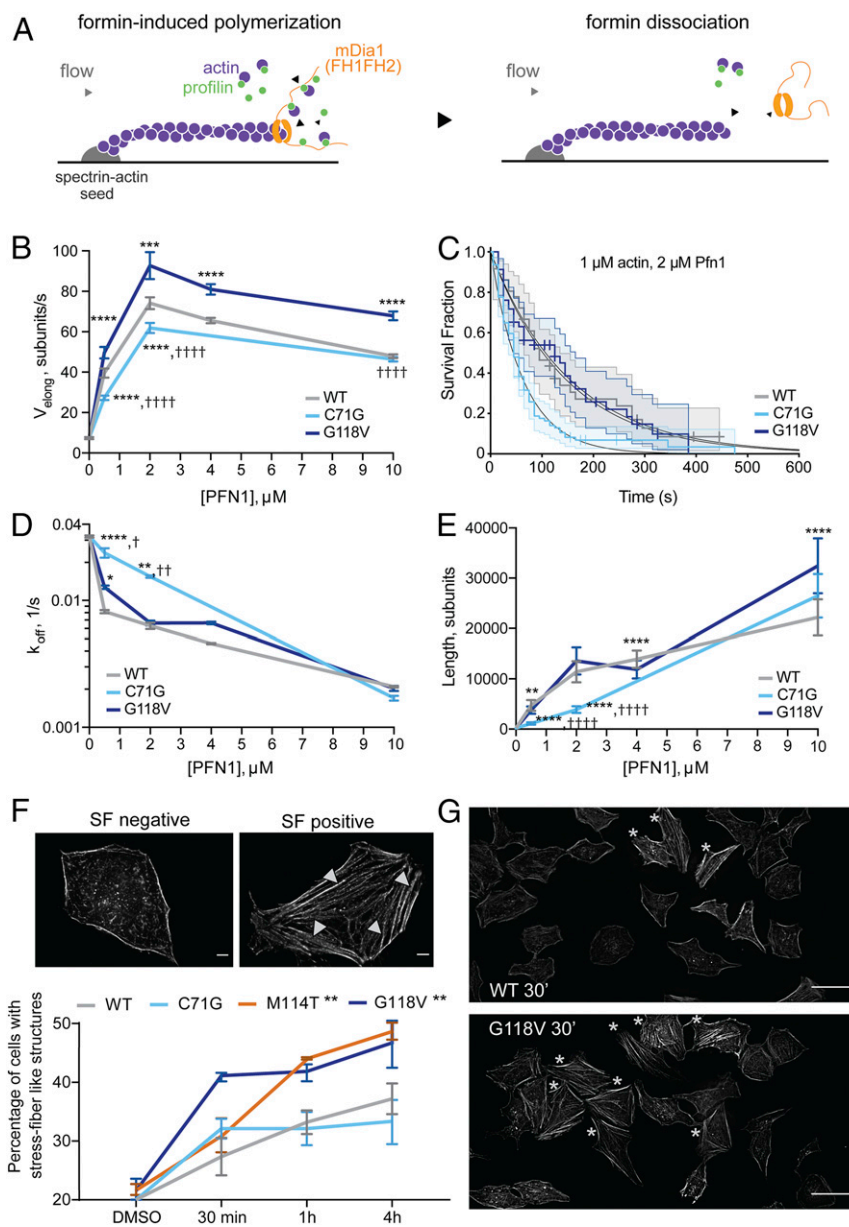 A
formin-induced polymerization
formin dissociation
flow
actin
profilin
mDia1
(FH1FH2)
spectrin-actin
seed
flow
B
V elong, subunits/s
100
80
60
40
20
0
****
***
****
****
****,††††
****,††††
††††
WT
C71G
G118V
0 1 2 3 4 5 6 7 8 9 10
[PFN1], µM
C
Survival Fraction
1.0
0.8
0.6
0.4
0.2
0
1 µM actin, 2 µM Pfn1
WT
C71G
G118V
0 100 200 300 400 500 600
Time (s)
D
k off, 1/s
0.04
0.01
0.001
****,†
**,††
*
WT
C71G
G118V
0 1 2 3 4 5 6 7 8 9 10
[PFN1], µM
E
Length, subunits
40000
30000
20000
10000
0
**
****
****
****,††††
****,††††
WT
C71G
G118V
0 1 2 3 4 5 6 7 8 9 10
[PFN1], µM
F
SF negative
SF positive
WT C71G M114T ** G118V **
Percentage of cells with
stress-fiber like structures
50
40
30
20
DMSO 30 min 1h 4h
G
* * *
WT 30'
* * * * * *
G118V 30'